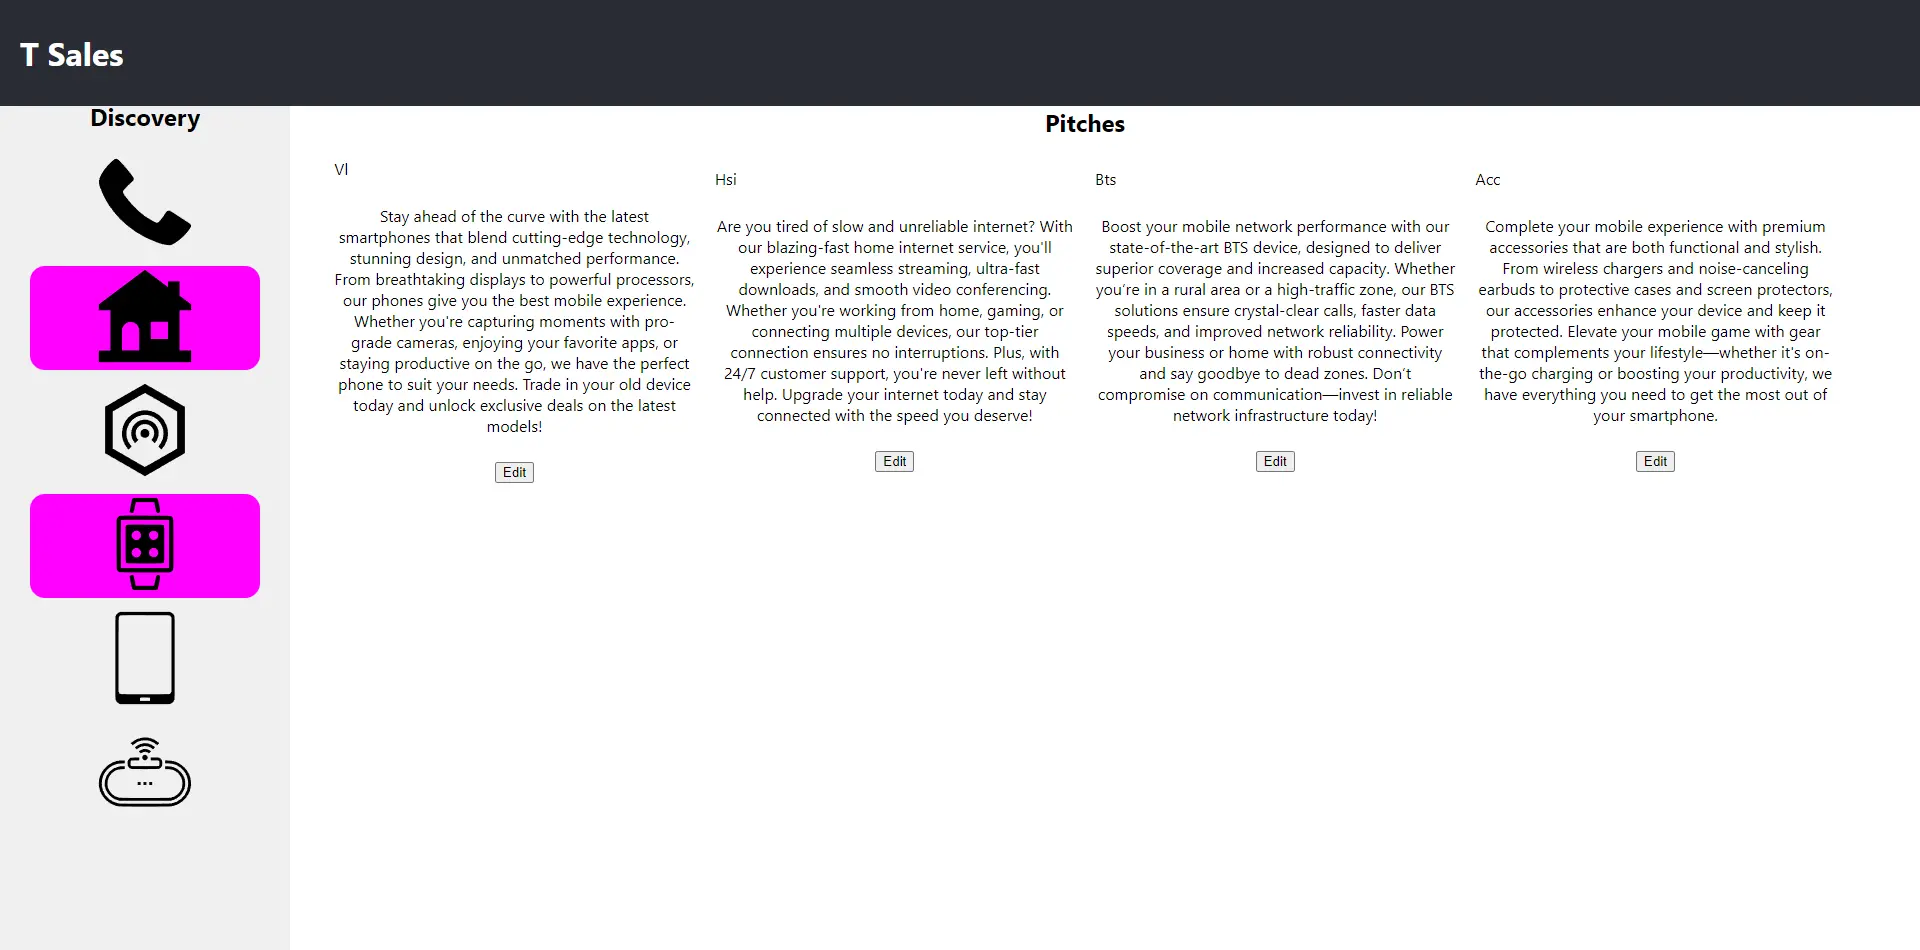 T Sales
Discovery
Pitches
Vl
Stay ahead of the curve with the latest
smartphones that blend cutting-edge technology,
stunning design, and unmatched performance.
From breathtaking displays to powerful processors,
our phones give you the best mobile experience.
Whether you're capturing moments with pro-
grade cameras, enjoying your favorite apps, or
staying productive on the go, we have the perfect
phone to suit your needs. Trade in your old device
today and unlock exclusive deals on the latest
models!
Edit
Hsi
Are you tired of slow and unreliable internet? With
our blazing-fast home internet service, you'll
experience seamless streaming, ultra-fast
downloads, and smooth video conferencing.
Whether you're working from home, gaming, or
connecting multiple devices, our top-tier
connection ensures no interruptions. Plus, with
24/7 customer support, you're never left without
help. Upgrade your internet today and stay
connected with the speed you deserve!
Edit
Bts
Boost your mobile network performance with our
state-of-the-art BTS device, designed to deliver
superior coverage and increased capacity. Whether
you’re in a rural area or a high-traffic zone, our BTS
solutions ensure crystal-clear calls, faster data
speeds, and improved network reliability. Power
your business or home with robust connectivity
and say goodbye to dead zones. Don’t
compromise on communication—invest in reliable
network infrastructure today!
Edit
Acc
Complete your mobile experience with premium
accessories that are both functional and stylish.
From wireless chargers and noise-canceling
earbuds to protective cases and screen protectors,
our accessories enhance your device and keep it
protected. Elevate your mobile game with gear
that complements your lifestyle—whether it's on-
the-go charging or boosting your productivity, we
have everything you need to get the most out of
your smartphone.
Edit